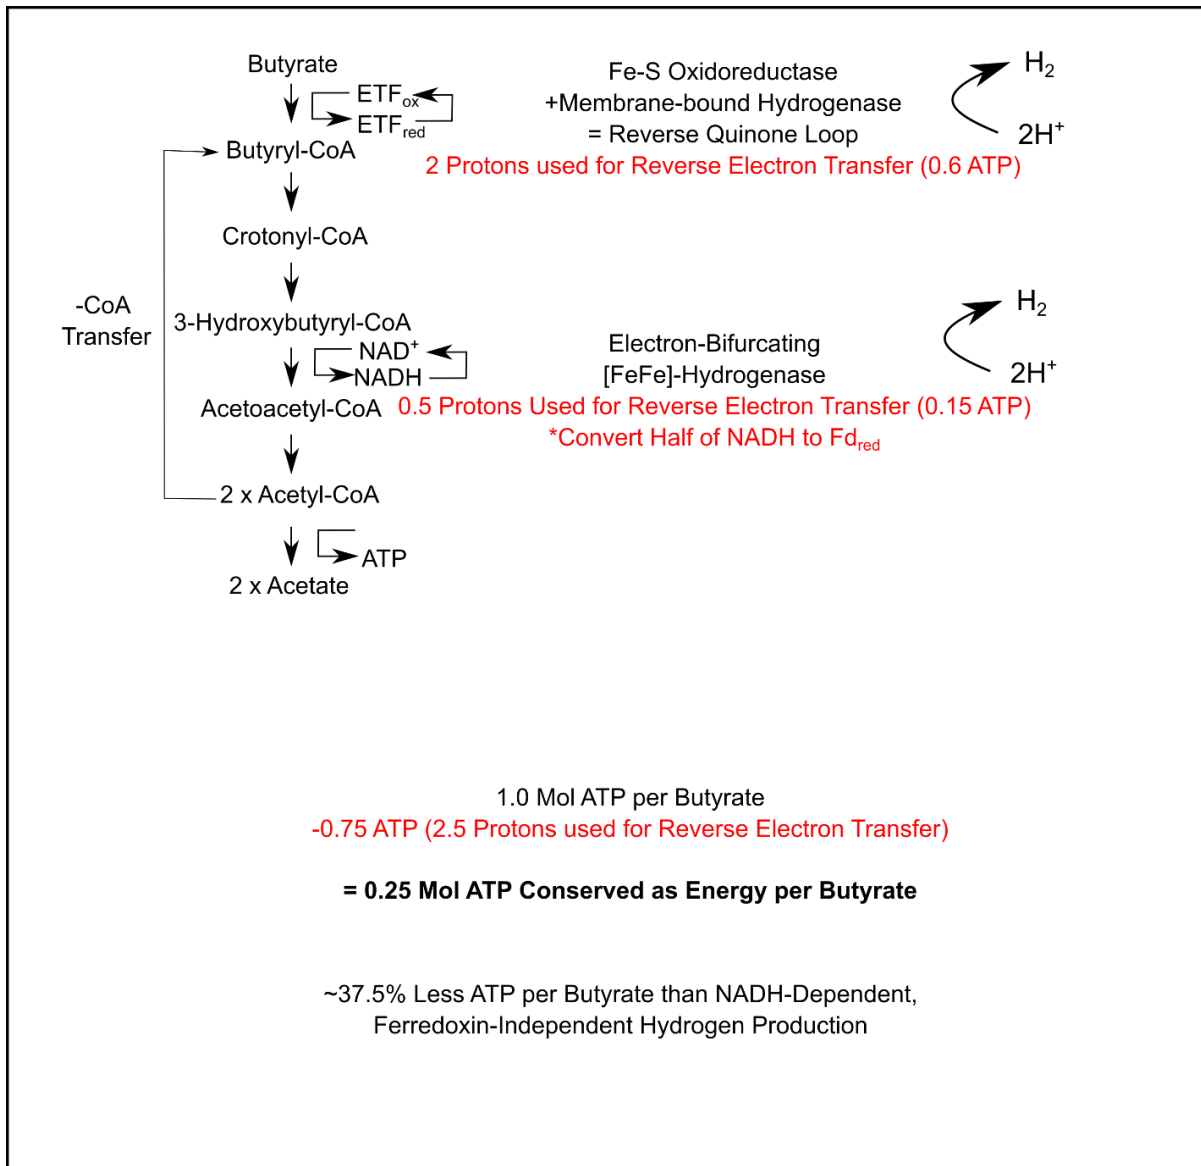 Butyrate
ETFox
ETFred
Butyryl-CoA
Crotonyl-CoA
3-Hydroxybutyryl-CoA
NAD+
NADH
Acetoacetyl-CoA
2 x Acetyl-CoA
ATP
2 x Acetate
-CoA
Transfer
Fe-S Oxidoreductase
+Membrane-bound Hydrogenase
= Reverse Quinone Loop
2 Protons used for Reverse Electron Transfer (0.6 ATP)
H2
2H+
Electron-Bifurcating
[FeFe]-Hydrogenase
0.5 Protons Used for Reverse Electron Transfer (0.15 ATP)
*Convert Half of NADH to Fdred
H2
2H+
1.0 Mol ATP per Butyrate
-0.75 ATP (2.5 Protons used for Reverse Electron Transfer)
= 0.25 Mol ATP Conserved as Energy per Butyrate
~37.5% Less ATP per Butyrate than NADH-Dependent,
Ferredoxin-Independent Hydrogen Production